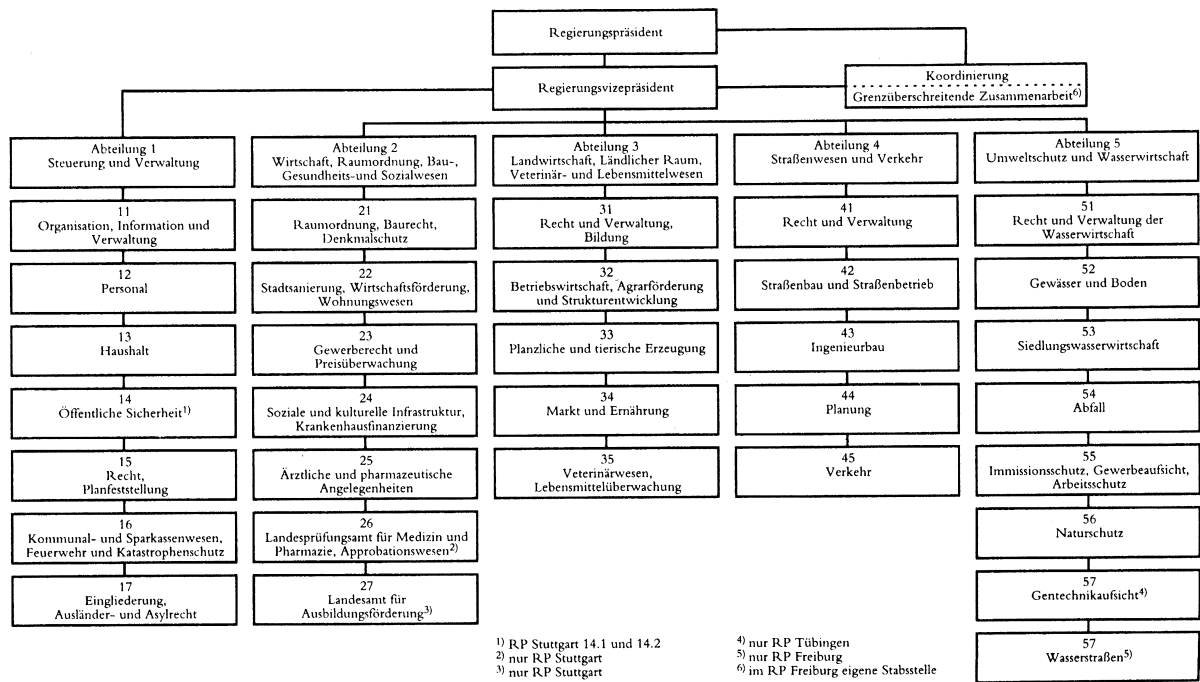 Regierungspräsident
Regierungsvizepräsident
Koordinierung
Grenzüberschreitende Zusammenarbeit6)
Abteilung 1
Steuerung und Verwaltung
11
Organisation, Information und
Verwaltung
12
Personal
13
Haushalt
14
Öffentliche Sicherheit1)
15
Recht,
Planfeststellung
16
Kommunal- und Sparkassenwesen,
Feuerwehr und Katastrophenschutz
17
Eingliederung,
Ausländer- und Asylrecht
Abteilung 2
Wirtschaft, Raumordnung, Bau-,
Gesundheits-und Sozialwesen
21
Raumordnung, Baurecht,
Denkmalschutz
22
Stadtsanierung, Wirtschaftsförderung,
Wohnungswesen
23
Gewerberecht und
Preisüberwachung
24
Soziale und kulturelle Infrastruktur,
Krankenhausfinanzierung
25
Ärztliche und pharmazeutische
Angelegenheiten
26
Landesprüfungsamt für Medizin und
Pharmazie, Approbationswesen2)
27
Landesamt für
Ausbildungsförderung3)
Abteilung 3
Landwirtschaft, Ländlicher Raum,
Veterinär- und Lebensmittelwesen
31
Recht und Verwaltung,
Bildung
32
Betriebswirtschaft, Agrarförderung
und Strukturentwicklung
33
Planzliche und tierische Erzeugung
34
Markt und Ernährung
35
Veterinärwesen,
Lebensmittelüberwachung
Abteilung 4
Straßenwesen und Verkehr
41
Recht und Verwaltung
42
Straßenbau und Straßenbetrieb
43
Ingenieurbau
44
Planung
45
Verkehr
Abteilung 5
Umweltschutz und Wasserwirtschaft
51
Recht und Verwaltung der
Wasserwirtschaft
52
Gewässer und Boden
53
Siedlungswasserwirtschaft
54
Abfall
55
Immissionsschutz, Gewerbeaufsicht,
Arbeitsschutz
56
Naturschutz
57
Gentechnikaufsicht4)
57
Wasserstraßen5)
1) RP Stuttgart 14.1 und 14.2
2) nur RP Stuttgart
3) nur RP Stuttgart
4) nur RP Tübingen
5) nur RP Freiburg
6) im RP Freiburg eigene Stabsstelle